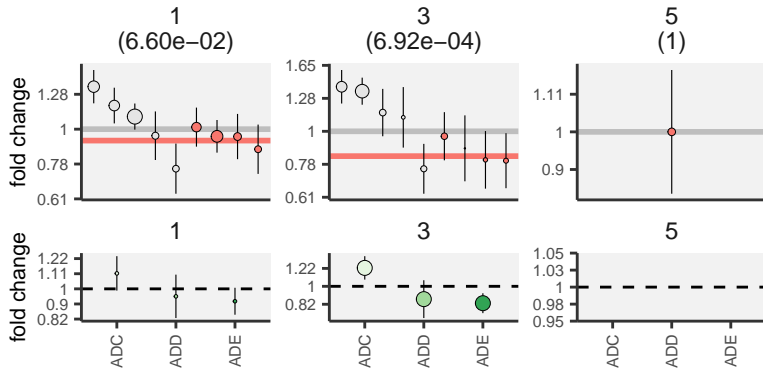 1
(6.60e−02)
3
(6.92e−04)
5
(1)
fold change
1.28
1
0.78
0.61
1.65
1.28
1
0.78
0.61
1.11
1
0.9
1
3
5
fold change
1.22
1.11
1
0.9
0.82
1.22
1
0.82
1.05
1.03
1
0.98
0.95
ADC
ADD
ADE
ADC
ADD
ADE
ADC
ADD
ADE